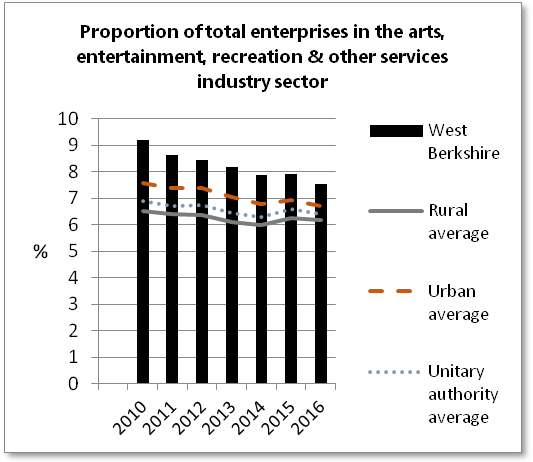 Proportion of total enterprises in the arts,
entertainment, recreation & other services
industry sector
10
9
8
7
6
5
4
3
2
1
0
%
2010
2011
2012
2013
2014
2015
2016
West
Berkshire
Rural
average
Urban
average
Unitary
authority
average